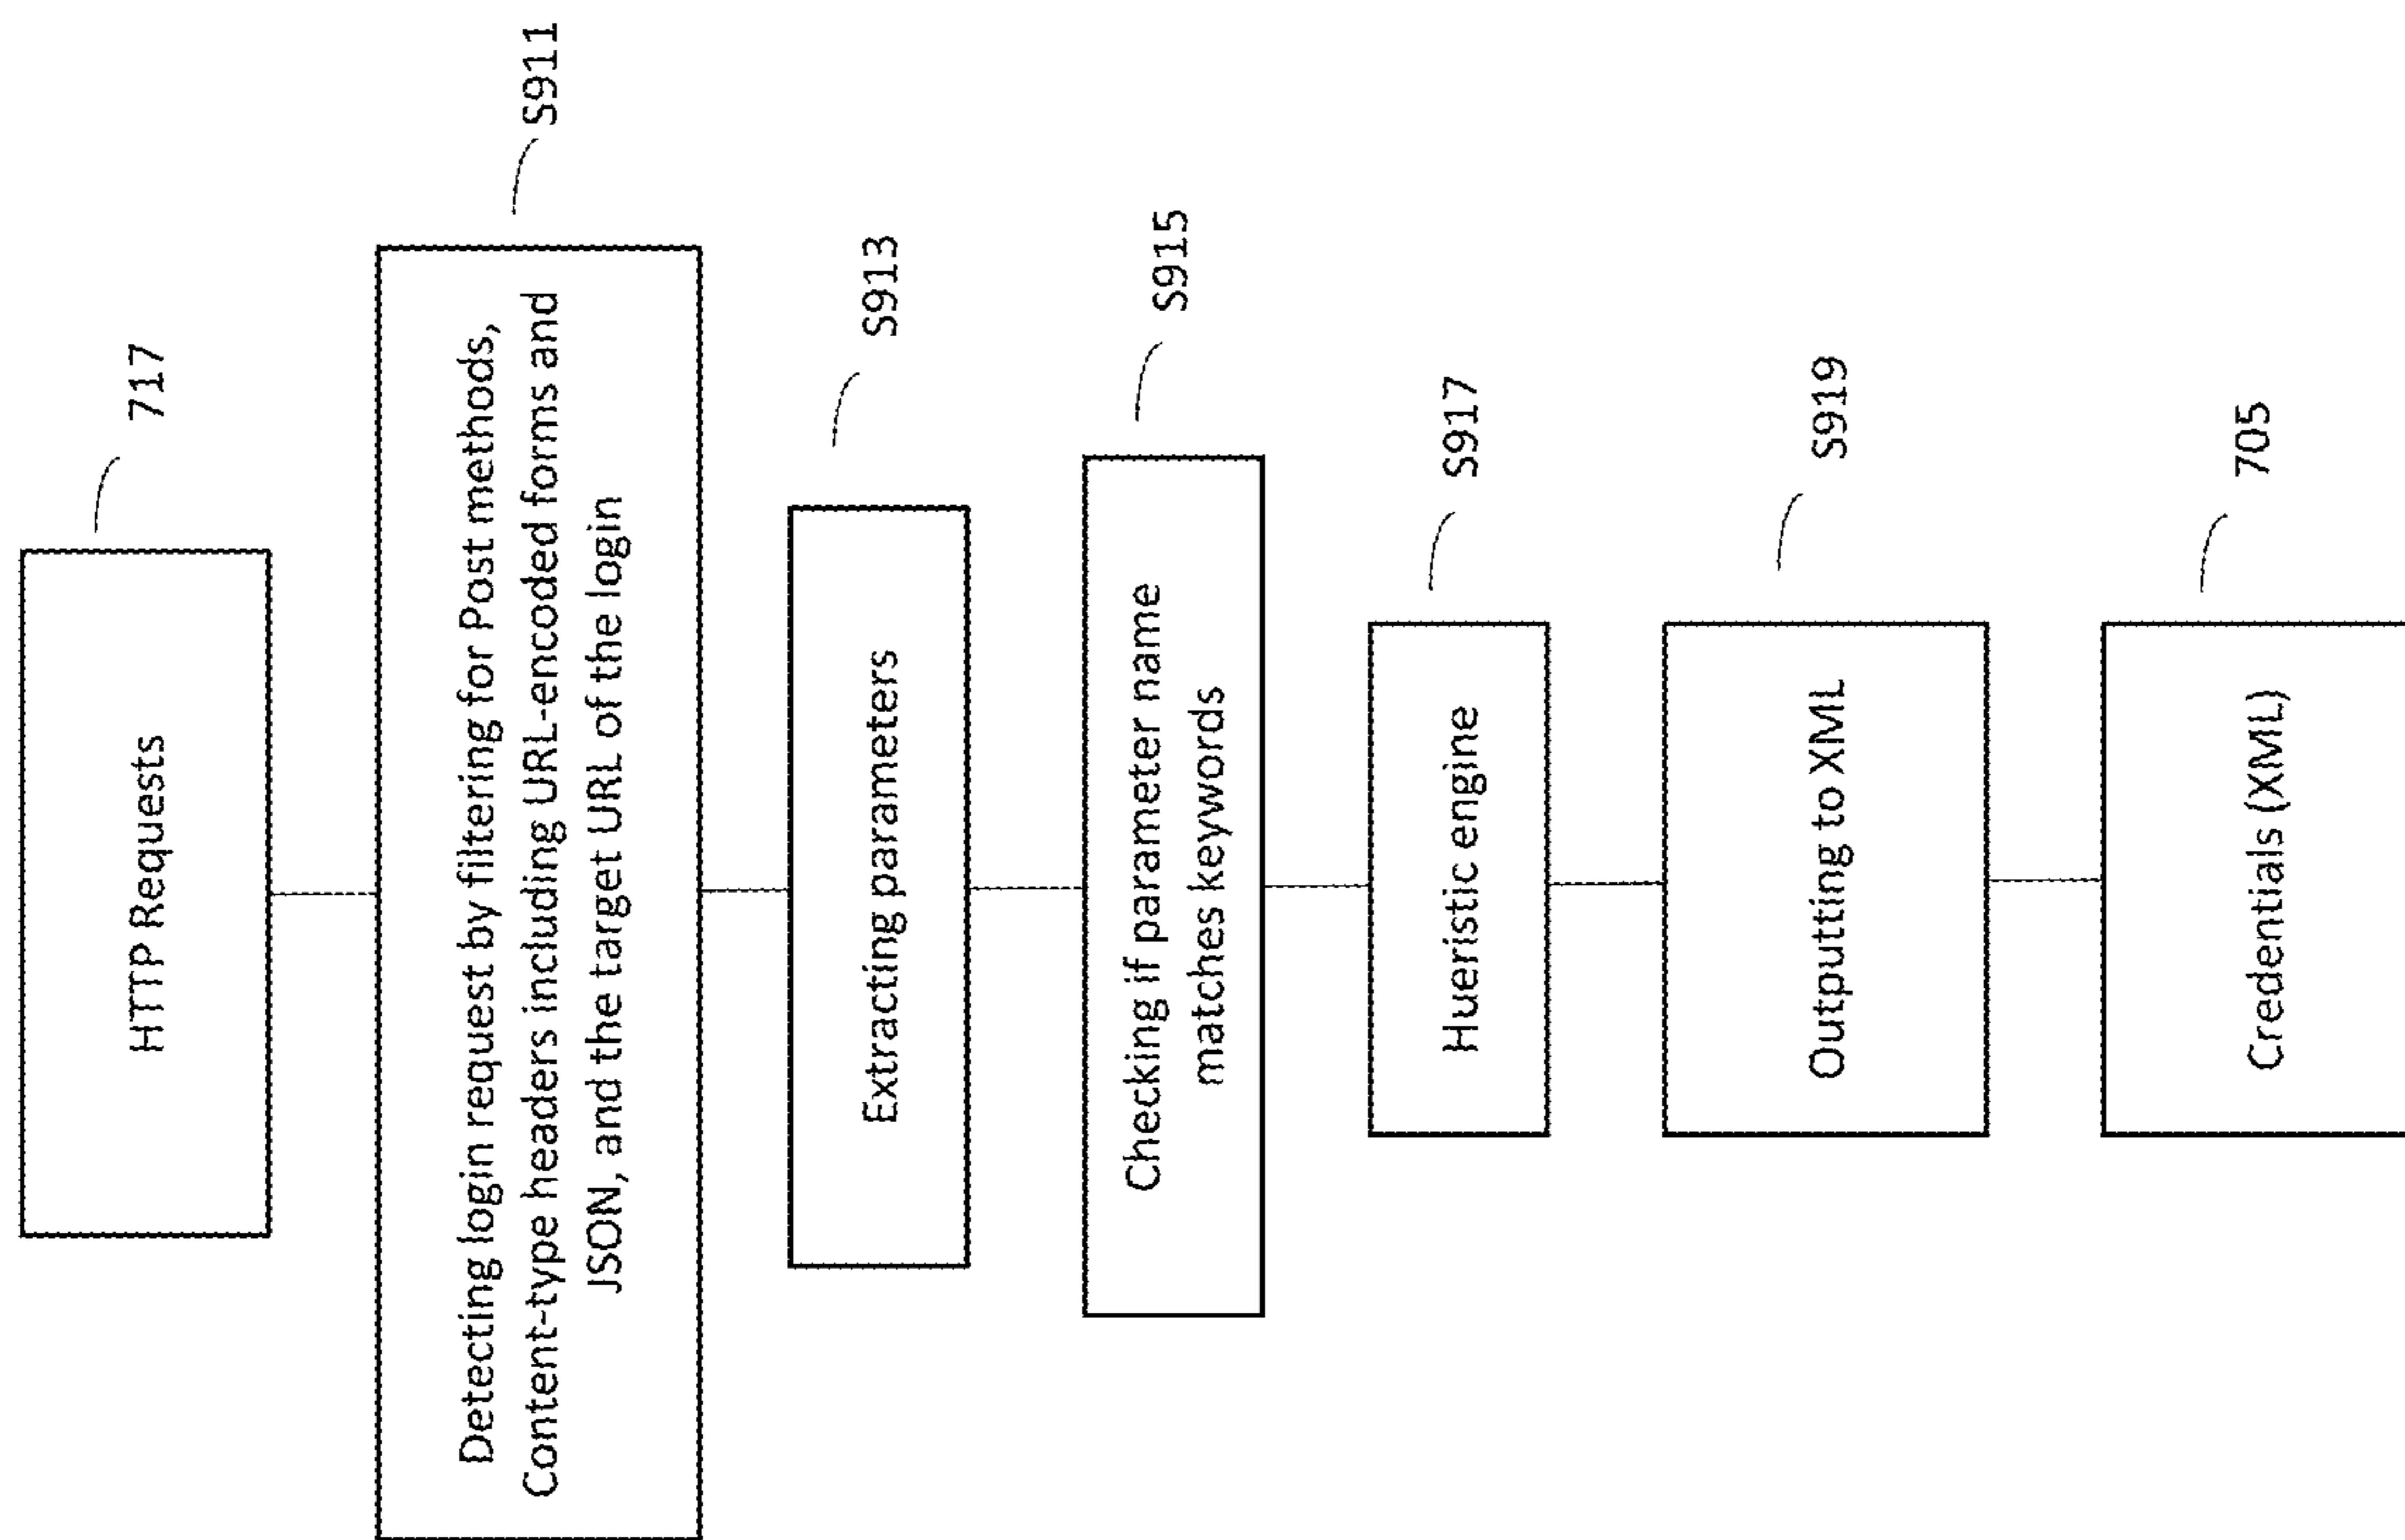 HTTP Requests
717
Detecting login request by filtering for Post methods,
Content-type headers including URL-encoded forms and
JSON, and the target URL of the login
S911
Extracting parameters
S913
Checking if parameter name
matches keywords
S915
Hueristic engine
S917
Outputting to XML
S919
Credentials (XML)
705